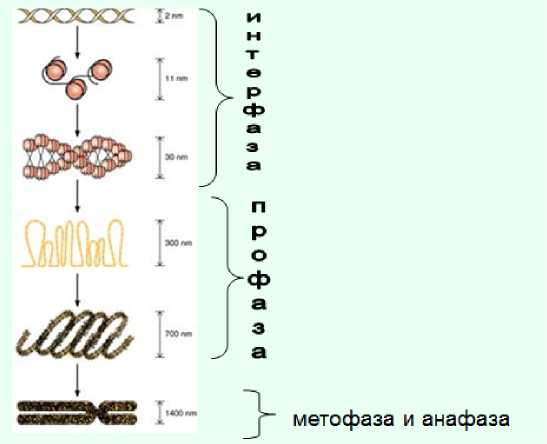 2 nm
11 nm
30 nm
300 nm
700 nm
1400 nm
интерфаза
профаза
метофаза и анафаза